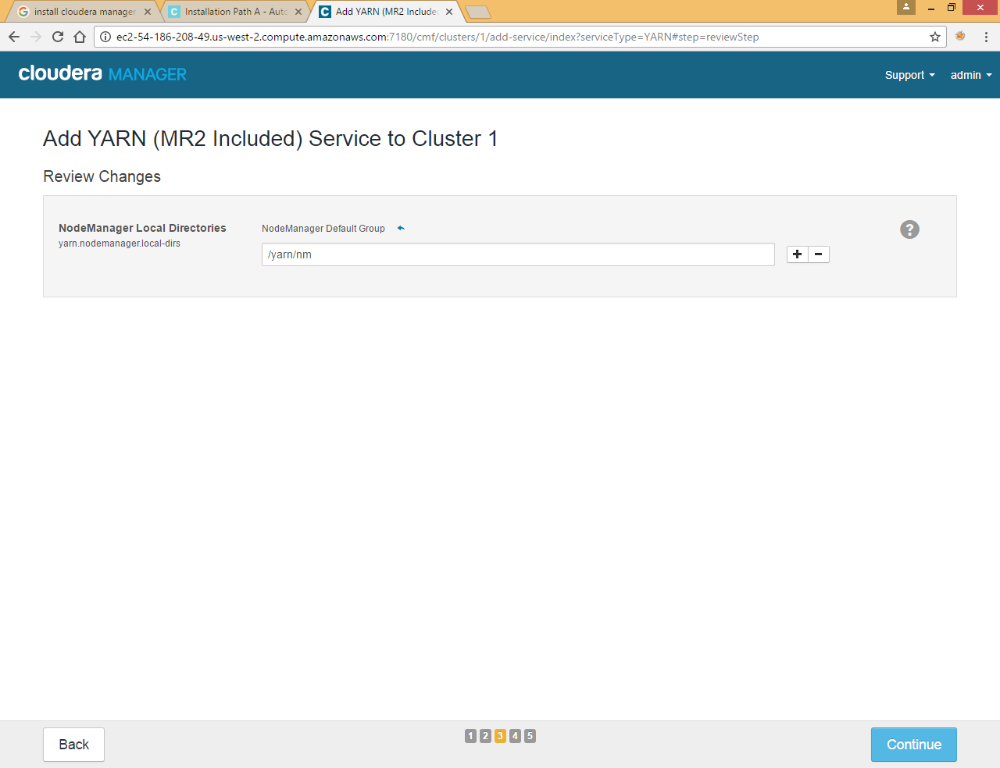 install cloudera manager
Installation Path A - Auto
Add YARN (MR2 Include
ec2-54-186-208-49.us-west-2.compute.amazonaws.com:7180/cmf/clusters/1/add-service/index?serviceType=YARN#step=reviewStep
cloudera MANAGER
Support
admin
Add YARN (MR2 Included) Service to Cluster 1
Review Changes
NodeManager Local Directories
yarn.nodemanager.local-dirs
NodeManager Default Group
/yarn/nm
?
Back
1 2 3 4 5
Continue